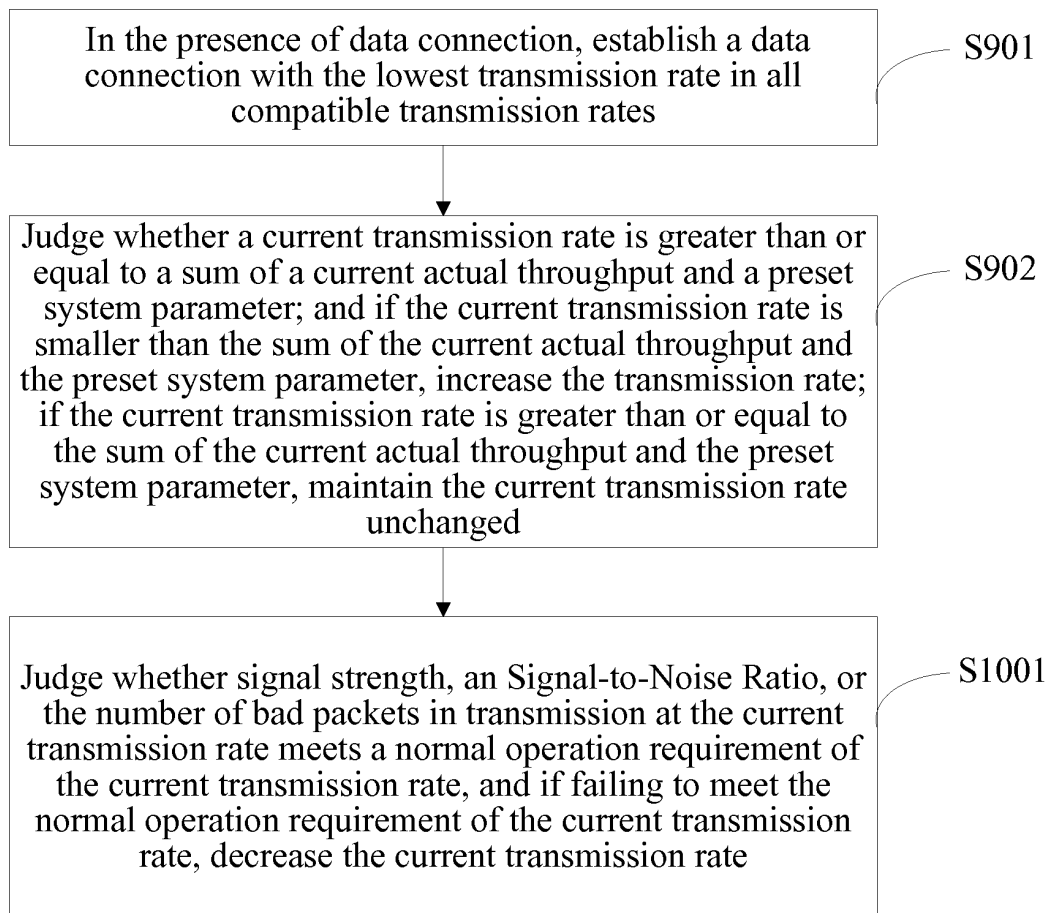 In the presence of data connection, establish a data
connection with the lowest transmission rate in all
compatible transmission rates
S901
Judge whether a current transmission rate is greater than or
equal to a sum of a current actual throughput and a preset
system parameter; and if the current transmission rate is
smaller than the sum of the current actual throughput and
the preset system parameter, increase the transmission rate;
if the current transmission rate is greater than or equal to
the sum of the current actual throughput and the preset
system parameter, maintain the current transmission rate
unchanged
S902
Judge whether signal strength, an Signal-to-Noise Ratio, or
the number of bad packets in transmission at the current
transmission rate meets a normal operation requirement of
the current transmission rate, and if failing to meet the
normal operation requirement of the current transmission
rate, decrease the current transmission rate
S1001